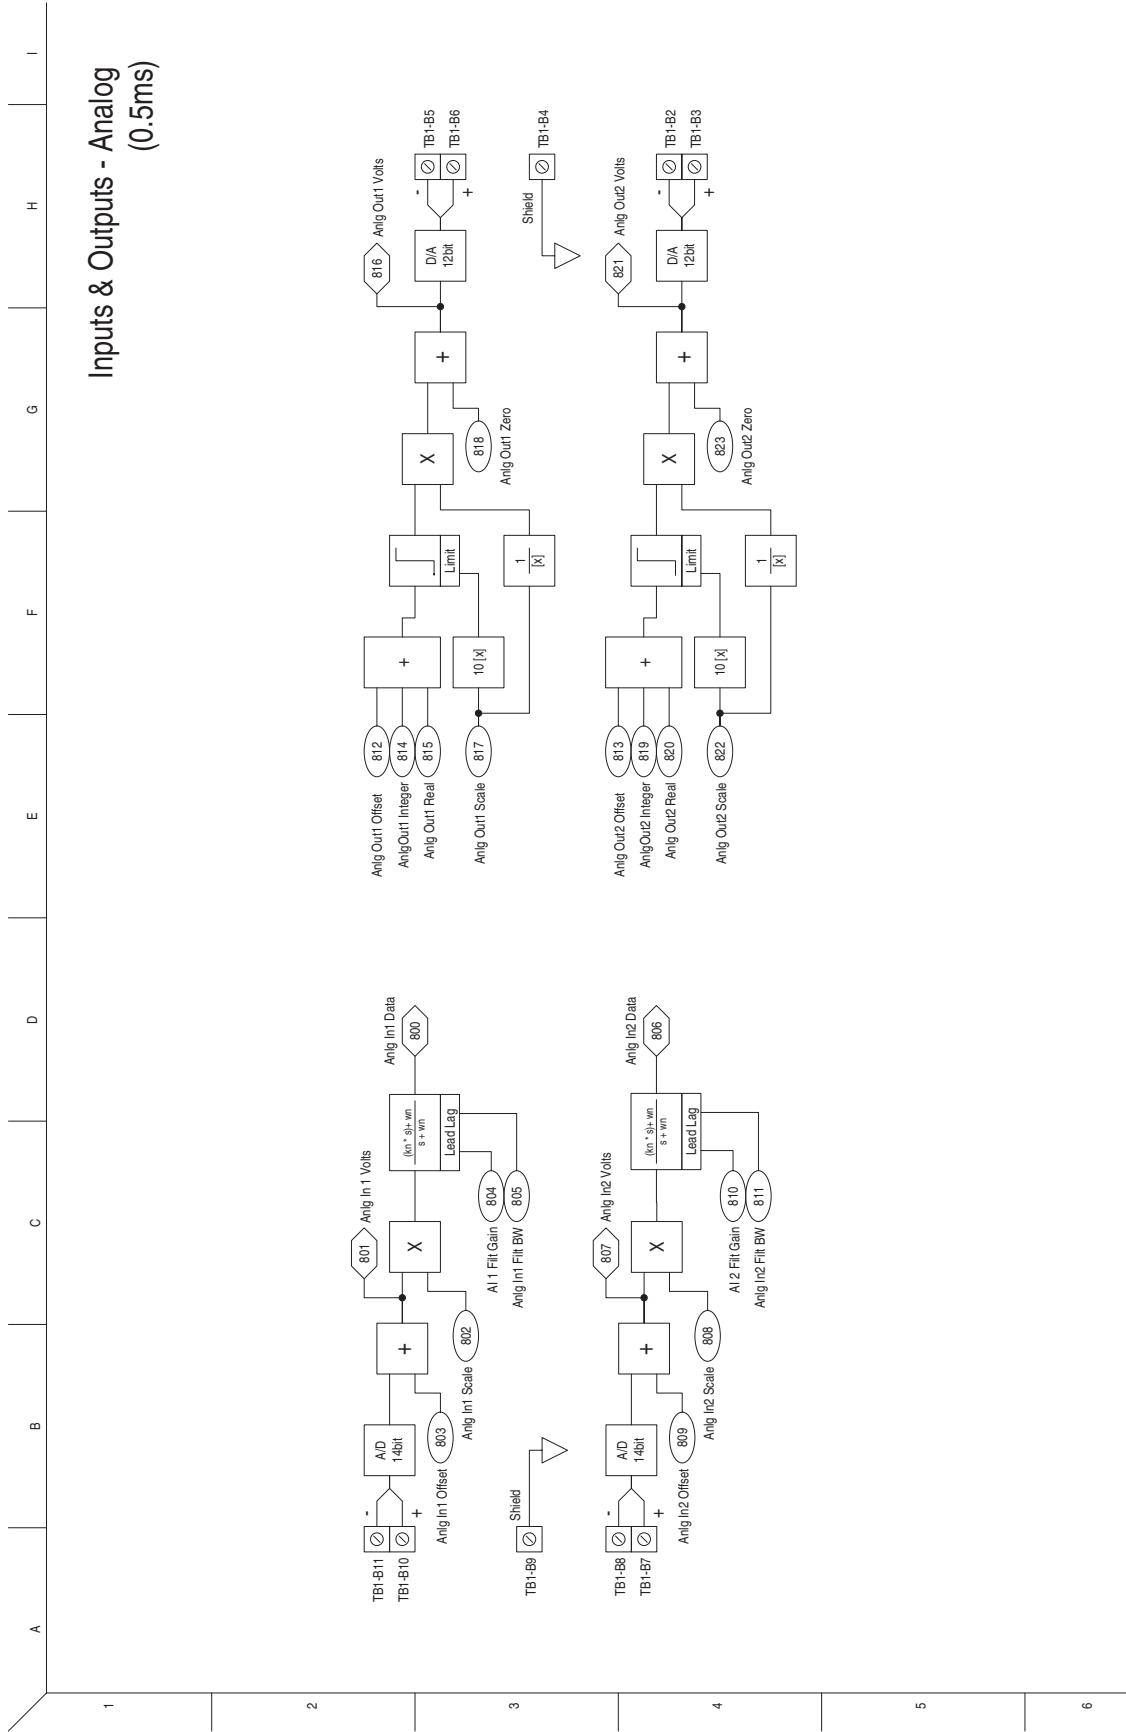 Inputs & Outputs - Analog
(0.5ms)
A
B
C
D
E
F
G
H
I
1
2
3
4
5
6
TB1-B11
TB1-B10
-
+
A/D
14bit
803
Anlg In1 Offset
+
802
Anlg In1 Scale
801
Anlg In 1 Volts
X
(kn * s)+ wn
s + wn
Lead Lag
804
AI 1 Filt Gain
805
Anlg In1 Filt BW
Anlg In1 Data
800
TB1-B9
Shield
TB1-B8
TB1-B7
-
+
A/D
14bit
809
Anlg In2 Offset
+
808
Anlg In2 Scale
807
Anlg In2 Volts
X
(kn * s)+ wn
s + wn
Lead Lag
810
AI 2 Filt Gain
811
Anlg In2 Filt BW
Anlg In2 Data
806
Anlg Out1 Offset
812
AnlgOut1 Integer
814
Anlg Out1 Real
815
Anlg Out1 Scale
817
+
10 [x]
Limit
1
[x]
X
818
Anlg Out1 Zero
+
816
Anlg Out1 Volts
D/A
12bit
-
+
TB1-B5
TB1-B6
Shield
TB1-B4
Anlg Out2 Offset
813
AnlgOut2 Integer
819
Anlg Out2 Real
820
Anlg Out2 Scale
822
+
10 [x]
Limit
1
[x]
X
823
Anlg Out2 Zero
+
821
Anlg Out2 Volts
D/A
12bit
-
+
TB1-B2
TB1-B3